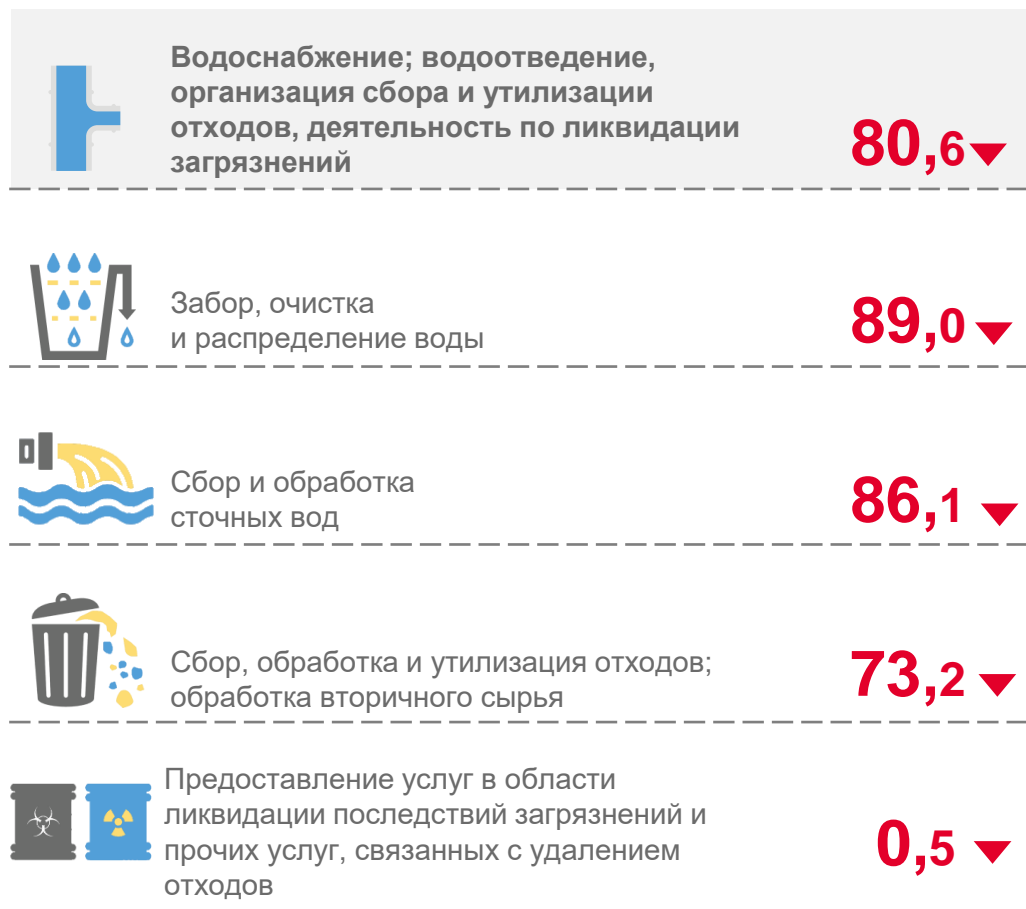 Водоснабжение; водоотведение,
организация сбора и утилизации
отходов, деятельность по ликвидации
загрязнений
80,6
Забор, очистка
и распределение воды
89,0
Сбор и обработка
сточных вод
86,1
Сбор, обработка и утилизация отходов;
обработка вторичного сырья
73,2
Предоставление услуг в области
ликвидации последствий загрязнений и
прочих услуг, связанных с удалением
отходов
0,5